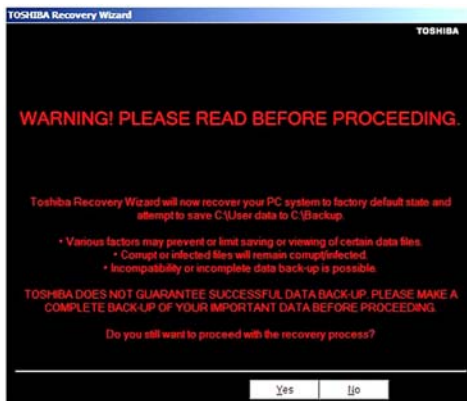 TOSHIBA Recovery Wizard
TOSHIBA
WARNING! PLEASE READ BEFORE PROCEEDING.
Toshiba Recovery Wizard will now recover your PC system to factory default state and
attempt to save C:\User data to C:\Backup.
• Various factors may prevent or limit saving or viewing of certain data files.
• Corrupt or infected files will remain corrupt/infected.
• Incompatibility or incomplete data back-up is possible.
TOSHIBA DOES NOT GUARANTEE SUCCESSFUL DATA BACK-UP. PLEASE MAKE A
COMPLETE BACK-UP OF YOUR IMPORTANT DATA BEFORE PROCEEDING.
Do you still want to proceed with the recovery process?
Yes No